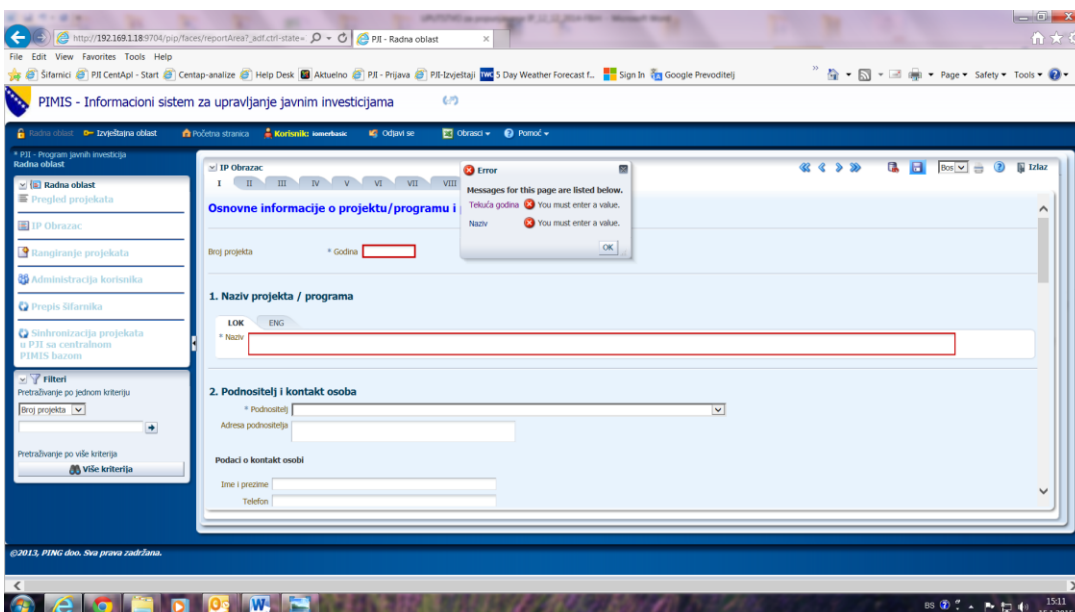 http://192.169.1.18:9704/pip/faces/reportArea?_adf.ctrl-state=
PJI - Radna oblast
File Edit View Favorites Tools Help
Šifarnici PJI CentApl - Start Centap-analize Help Desk Aktuelno PJI - Prijava PJI-Izvještaji TWC 5 Day Weather Forecast f... Sign In Google Prevoditelj Page Safety Tools
PIMIS - Informacioni sistem za upravljanje javnim investicijama
Radna oblast Izvještajna oblast Početna stranica Korisnik: iomerbasic Odjavi se Obrasci Pomoć
* PJI - Program javnih investicija
Radna oblast
Radna oblast
Pregled projekata
IP Obrazac
Rangiranje projekata
Administracija korisnika
Prepis šifarnika
Sinhronizacija projekata
u PJI sa centralnom
PIMIS bazom
Filteri
Pretraživanje po jednom kriteriju
Broj projekta
Pretraživanje po više kriterija
Više kriterija
IP Obrazac
Bos Izlaz
I II III IV V VI VII VIII
Osnovne informacije o projektu/programu i
Error
Messages for this page are listed below.
Tekuća godina You must enter a value.
Naziv You must enter a value.
OK
Broj projekta * Godina
1. Naziv projekta / programa
LOK ENG
* Naziv
2. Podnositelj i kontakt osoba
* Podnositelj
Adresa podnositelja
Podaci o kontakt osobi
Ime i prezime
Telefon
©2013, PING doo. Sva prava zadržana.
BS 15:11